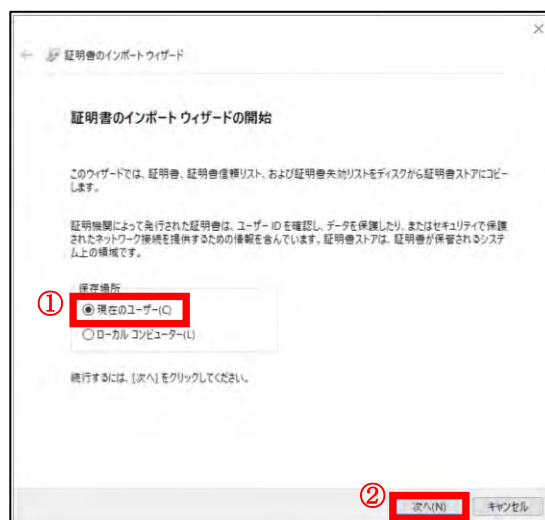 ×
← 証明書のインポート ウィザード
証明書のインポート ウィザードの開始
このウィザードでは、証明書、証明書信頼リスト、および証明書失効リストをディスクから証明書ストアにコピー
します。
証明機関によって発行された証明書は、ユーザー ID を確認し、データを保護したり、またはセキュリティで保護
されたネットワーク接続を提供するための情報を含んでいます。証明書ストアは、証明書が保管されるシステ
ム上の領域です。
保存場所
① 現在のユーザー(C)
ローカル コンピューター(L)
続行するには、[次へ] をクリックしてください。
② 次へ(N) キャンセル